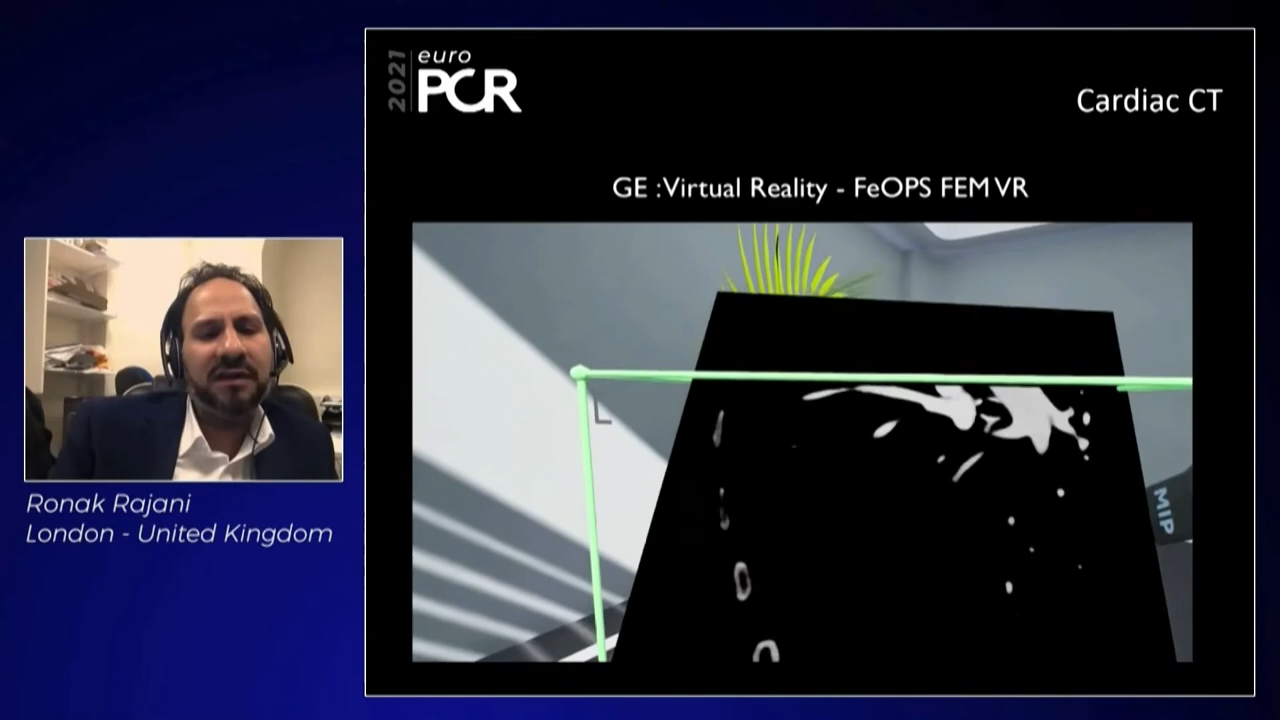 2021
euro
PCR
Cardiac CT
GE : Virtual Reality - FeOPS FEM VR
L
MIP
Ronak Rajani
London - United Kingdom